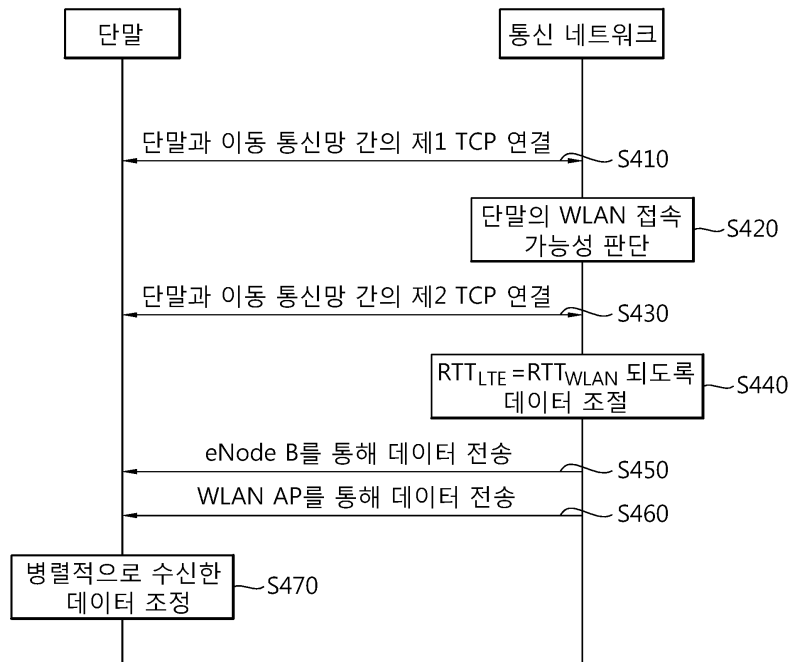 단말
통신 네트워크
단말과 이동 통신망 간의 제1 TCP 연결
S410
단말의 WLAN 접속
가능성 판단
S420
단말과 이동 통신망 간의 제2 TCP 연결
S430
RTT_LTE =RTT_WLAN 되도록
데이터 조절
S440
eNode B를 통해 데이터 전송
S450
WLAN AP를 통해 데이터 전송
S460
병렬적으로 수신한
데이터 조정
S470